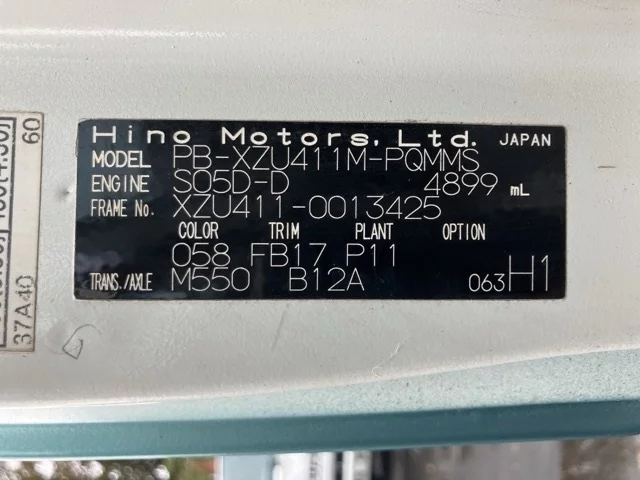 Hino Motors, Ltd. JAPAN
MODEL PB-XZU411M-PQMMS
ENGINE S05D-D 4899 mL
FRAME No. XZU411-0013425
COLOR TRIM PLANT OPTION
058 FB17 P11
TRANS./AXLE M550 B12A 063H1
60
37A40